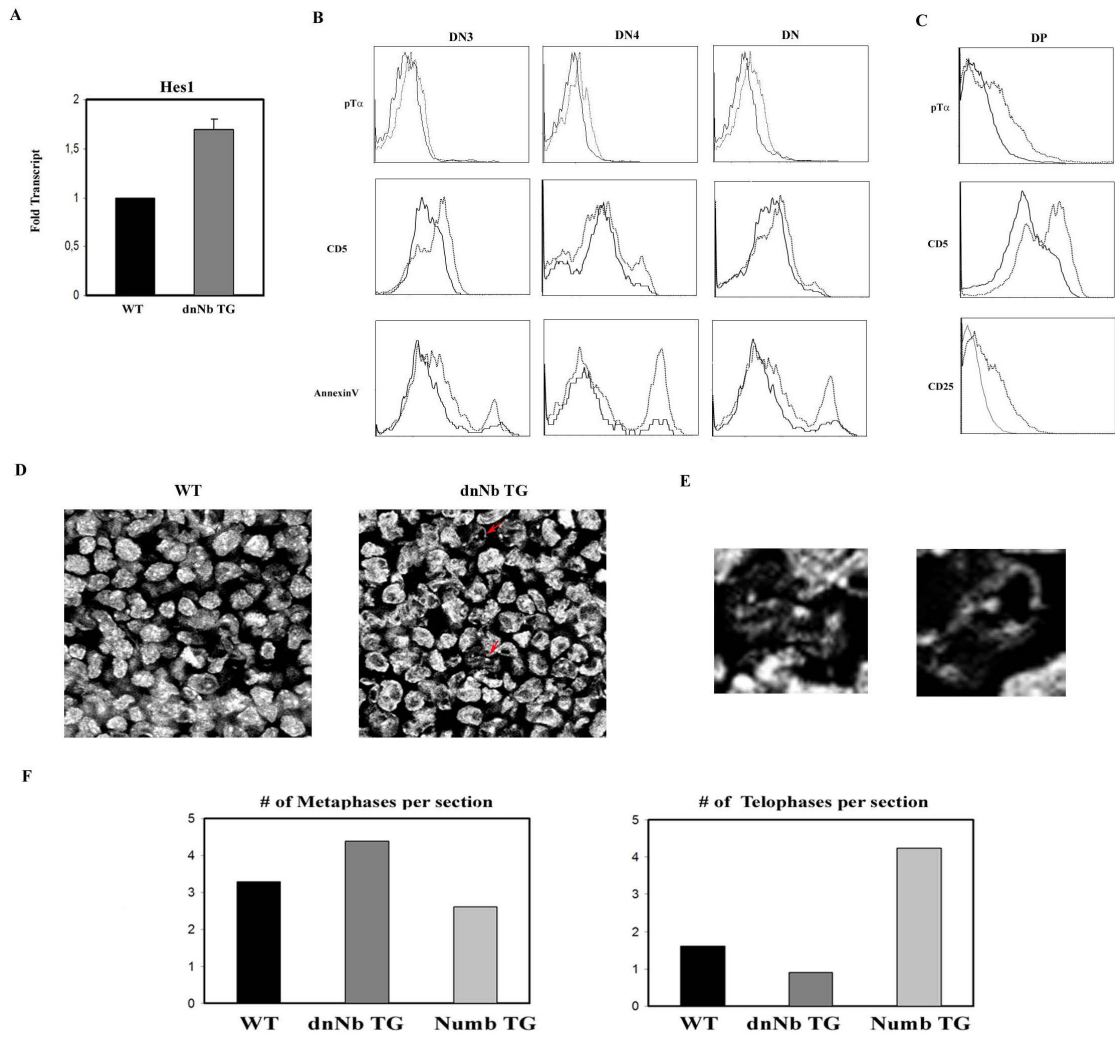 A
Hes1
Fold Transcript
2
1.5
1
0,5
0
WT
dnNb TG
B
DN3
DN4
DN
pTα
CD5
AnnexinV
C
DP
pTα
CD5
CD25
D
WT
dnNb TG
E
F
# of Metaphases per section
5
4
3
2
1
0
WT
dnNb TG
Numb TG
# of Telophases per section
5
4
3
2
1
0
WT
dnNb TG
Numb TG